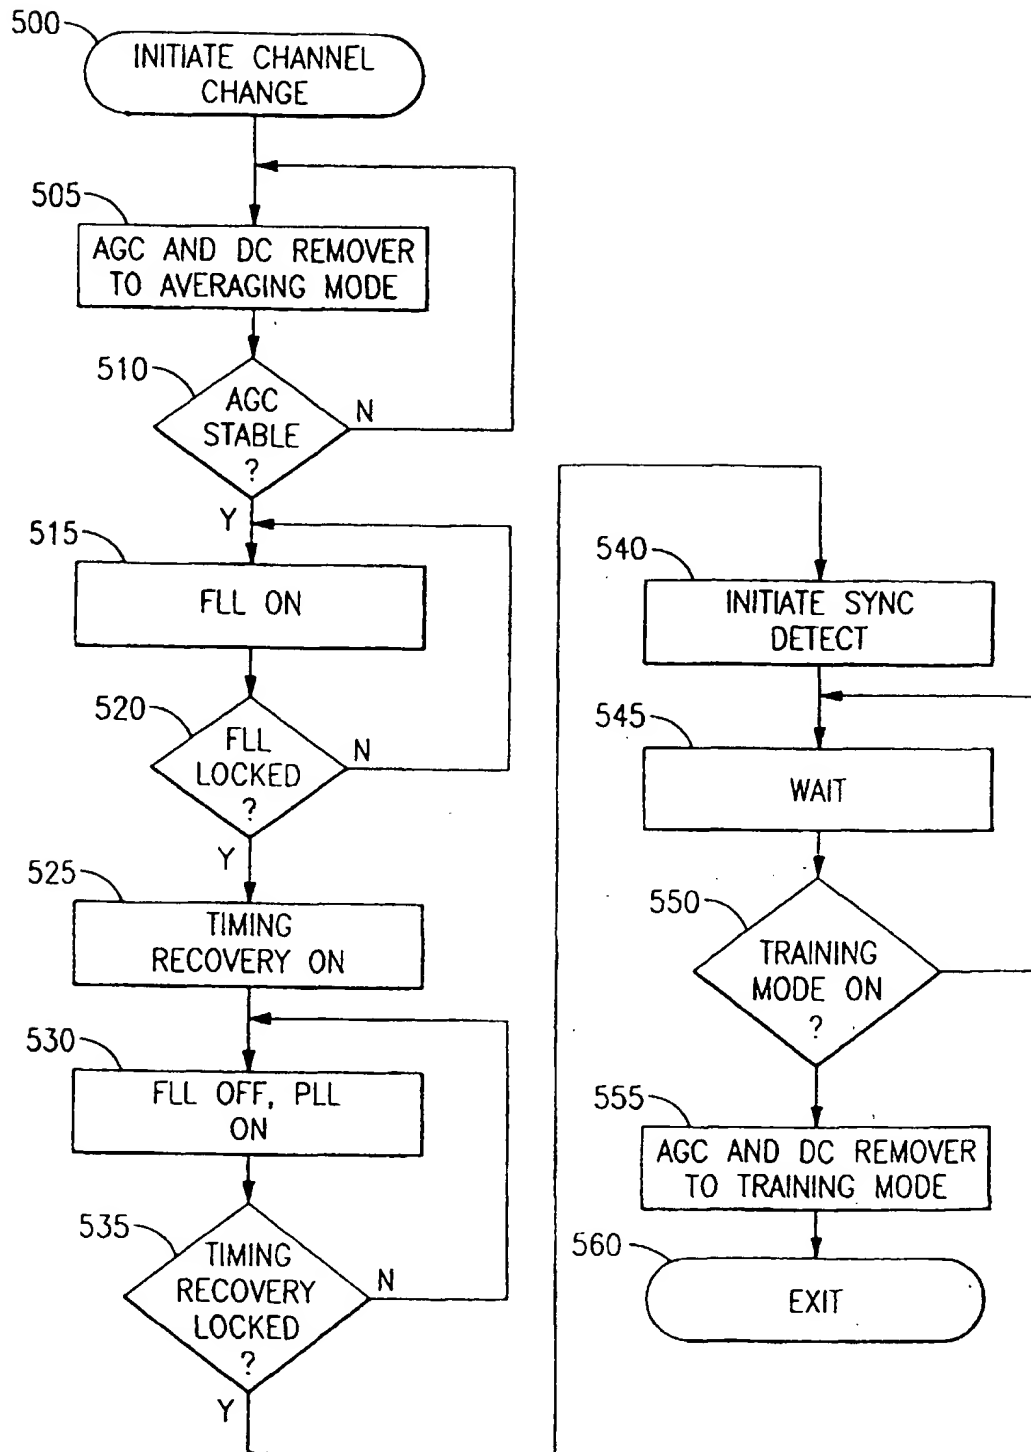 500
INITIATE CHANNEL
CHANGE
505
AGC AND DC REMOVER
TO AVERAGING MODE
510
AGC
STABLE
?
N
Y
515
FLL ON
520
FLL
LOCKED
?
N
Y
525
TIMING
RECOVERY ON
530
FLL OFF, PLL
ON
535
TIMING
RECOVERY
LOCKED
?
N
Y
540
INITIATE SYNC
DETECT
545
WAIT
550
TRAINING
MODE ON
?
555
AGC AND DC REMOVER
TO TRAINING MODE
560
EXIT